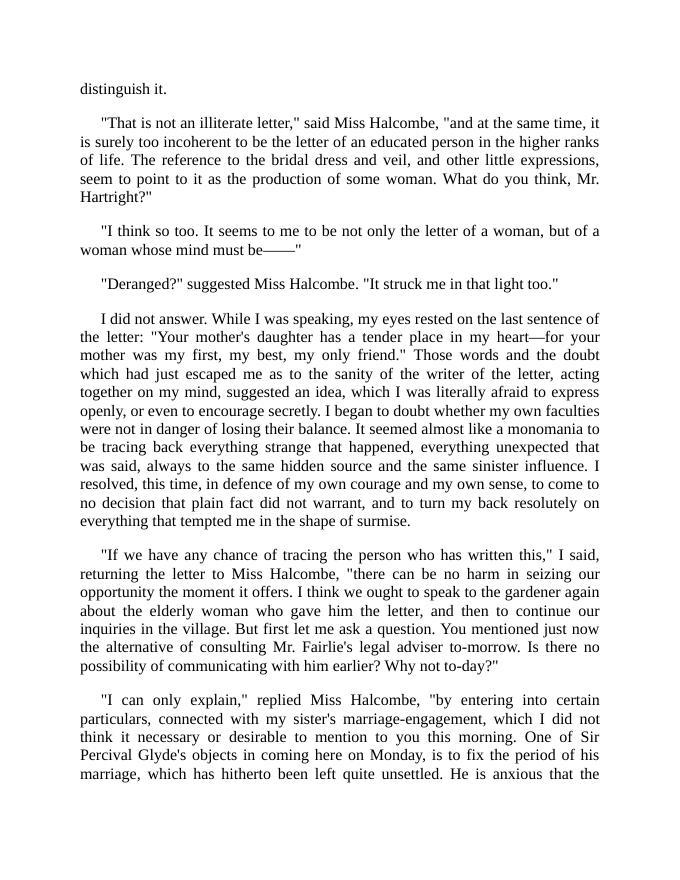 distinguish it.
"That is not an illiterate letter," said Miss Halcombe, "and at the same time, it
is surely too incoherent to be the letter of an educated person in the higher ranks
of life. The reference to the bridal dress and veil, and other little expressions,
seem to point to it as the production of some woman. What do you think, Mr.
Hartright?"
"I think so too. It seems to me to be not only the letter of a woman, but of a
woman whose mind must be——"
"Deranged?" suggested Miss Halcombe. "It struck me in that light too."
I did not answer. While I was speaking, my eyes rested on the last sentence of
the letter: "Your mother's daughter has a tender place in my heart—for your
mother was my first, my best, my only friend." Those words and the doubt
which had just escaped me as to the sanity of the writer of the letter, acting
together on my mind, suggested an idea, which I was literally afraid to express
openly, or even to encourage secretly. I began to doubt whether my own faculties
were not in danger of losing their balance. It seemed almost like a monomania to
be tracing back everything strange that happened, everything unexpected that
was said, always to the same hidden source and the same sinister influence. I
resolved, this time, in defence of my own courage and my own sense, to come to
no decision that plain fact did not warrant, and to turn my back resolutely on
everything that tempted me in the shape of surmise.
"If we have any chance of tracing the person who has written this," I said,
returning the letter to Miss Halcombe, "there can be no harm in seizing our
opportunity the moment it offers. I think we ought to speak to the gardener again
about the elderly woman who gave him the letter, and then to continue our
inquiries in the village. But first let me ask a question. You mentioned just now
the alternative of consulting Mr. Fairlie's legal adviser to-morrow. Is there no
possibility of communicating with him earlier? Why not to-day?"
"I can only explain," replied Miss Halcombe, "by entering into certain
particulars, connected with my sister's marriage-engagement, which I did not
think it necessary or desirable to mention to you this morning. One of Sir
Percival Glyde's objects in coming here on Monday, is to fix the period of his
marriage, which has hitherto been left quite unsettled. He is anxious that the